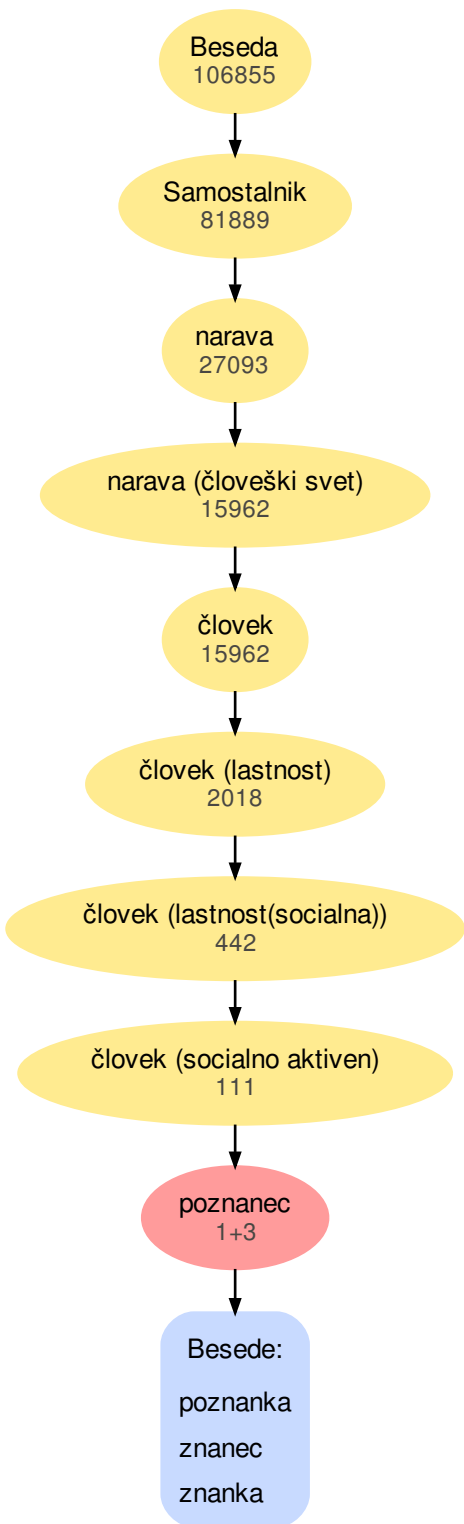 Beseda
106855
Samostalnik
81889
narava
27093
narava (človeški svet)
15962
človek
15962
človek (lastnost)
2018
človek (lastnost(socialna))
442
človek (socialno aktiven)
111
poznanec
1+3
Besede:
poznanka
znanec
znanka